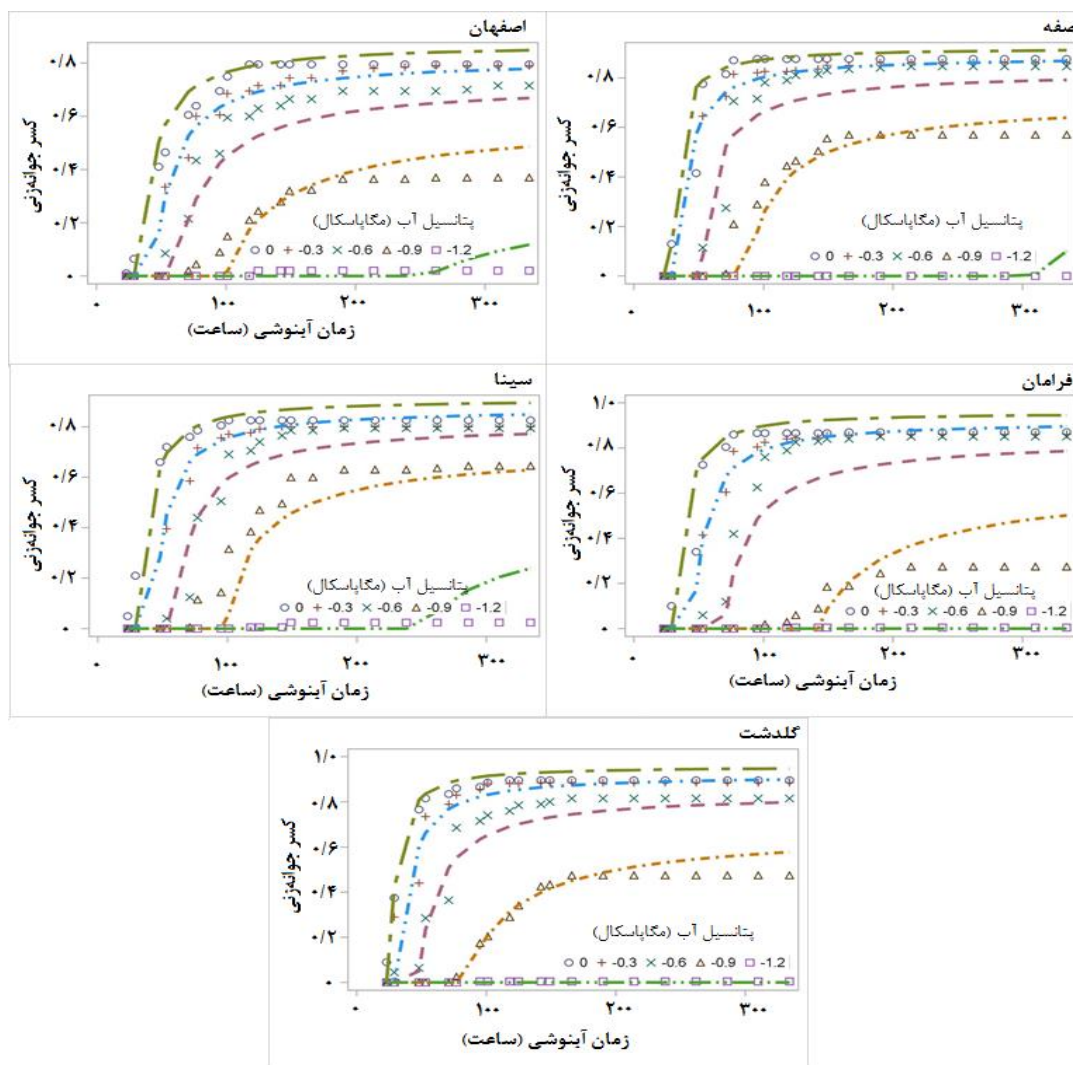 اصفهان
۰/۸
۰/۶
۰/۴
۰/۲
۰
کسر جوانه‌زنی
پتانسیل آب (مگاپاسکال)
0 -0.3 -0.6 -0.9 -1.2
۰ ۱۰۰ ۲۰۰ ۳۰۰
زمان آبنوشی (ساعت)
صفه
۰/۸
۰/۶
۰/۴
۰/۲
۰
کسر جوانه‌زنی
پتانسیل آب (مگاپاسکال)
0 -0.3 -0.6 -0.9 -1.2
۰ ۱۰۰ ۲۰۰ ۳۰۰
سینا
۰/۸
۰/۶
۰/۴
۰/۲
۰
کسر جوانه‌زنی
پتانسیل آب (مگاپاسکال)
0 -0.3 -0.6 -0.9 -1.2
۰ ۱۰۰ ۲۰۰ ۳۰۰
زمان آبنوشی (ساعت)
فرامان
۱/۰
۰/۸
۰/۶
۰/۴
۰/۲
۰
کسر جوانه‌زنی
پتانسیل آب (مگاپاسکال)
0 -0.3 -0.6 -0.9 -1.2
۰ ۱۰۰ ۲۰۰ ۳۰۰
زمان آبنوشی (ساعت)
گلدشت
۱/۰
۰/۸
۰/۶
۰/۴
۰/۲
۰
کسر جوانه‌زنی
پتانسیل آب (مگاپاسکال)
0 -0.3 -0.6 -0.9 -1.2
۰ ۱۰۰ ۲۰۰ ۳۰۰
زمان آبنوشی (ساعت)